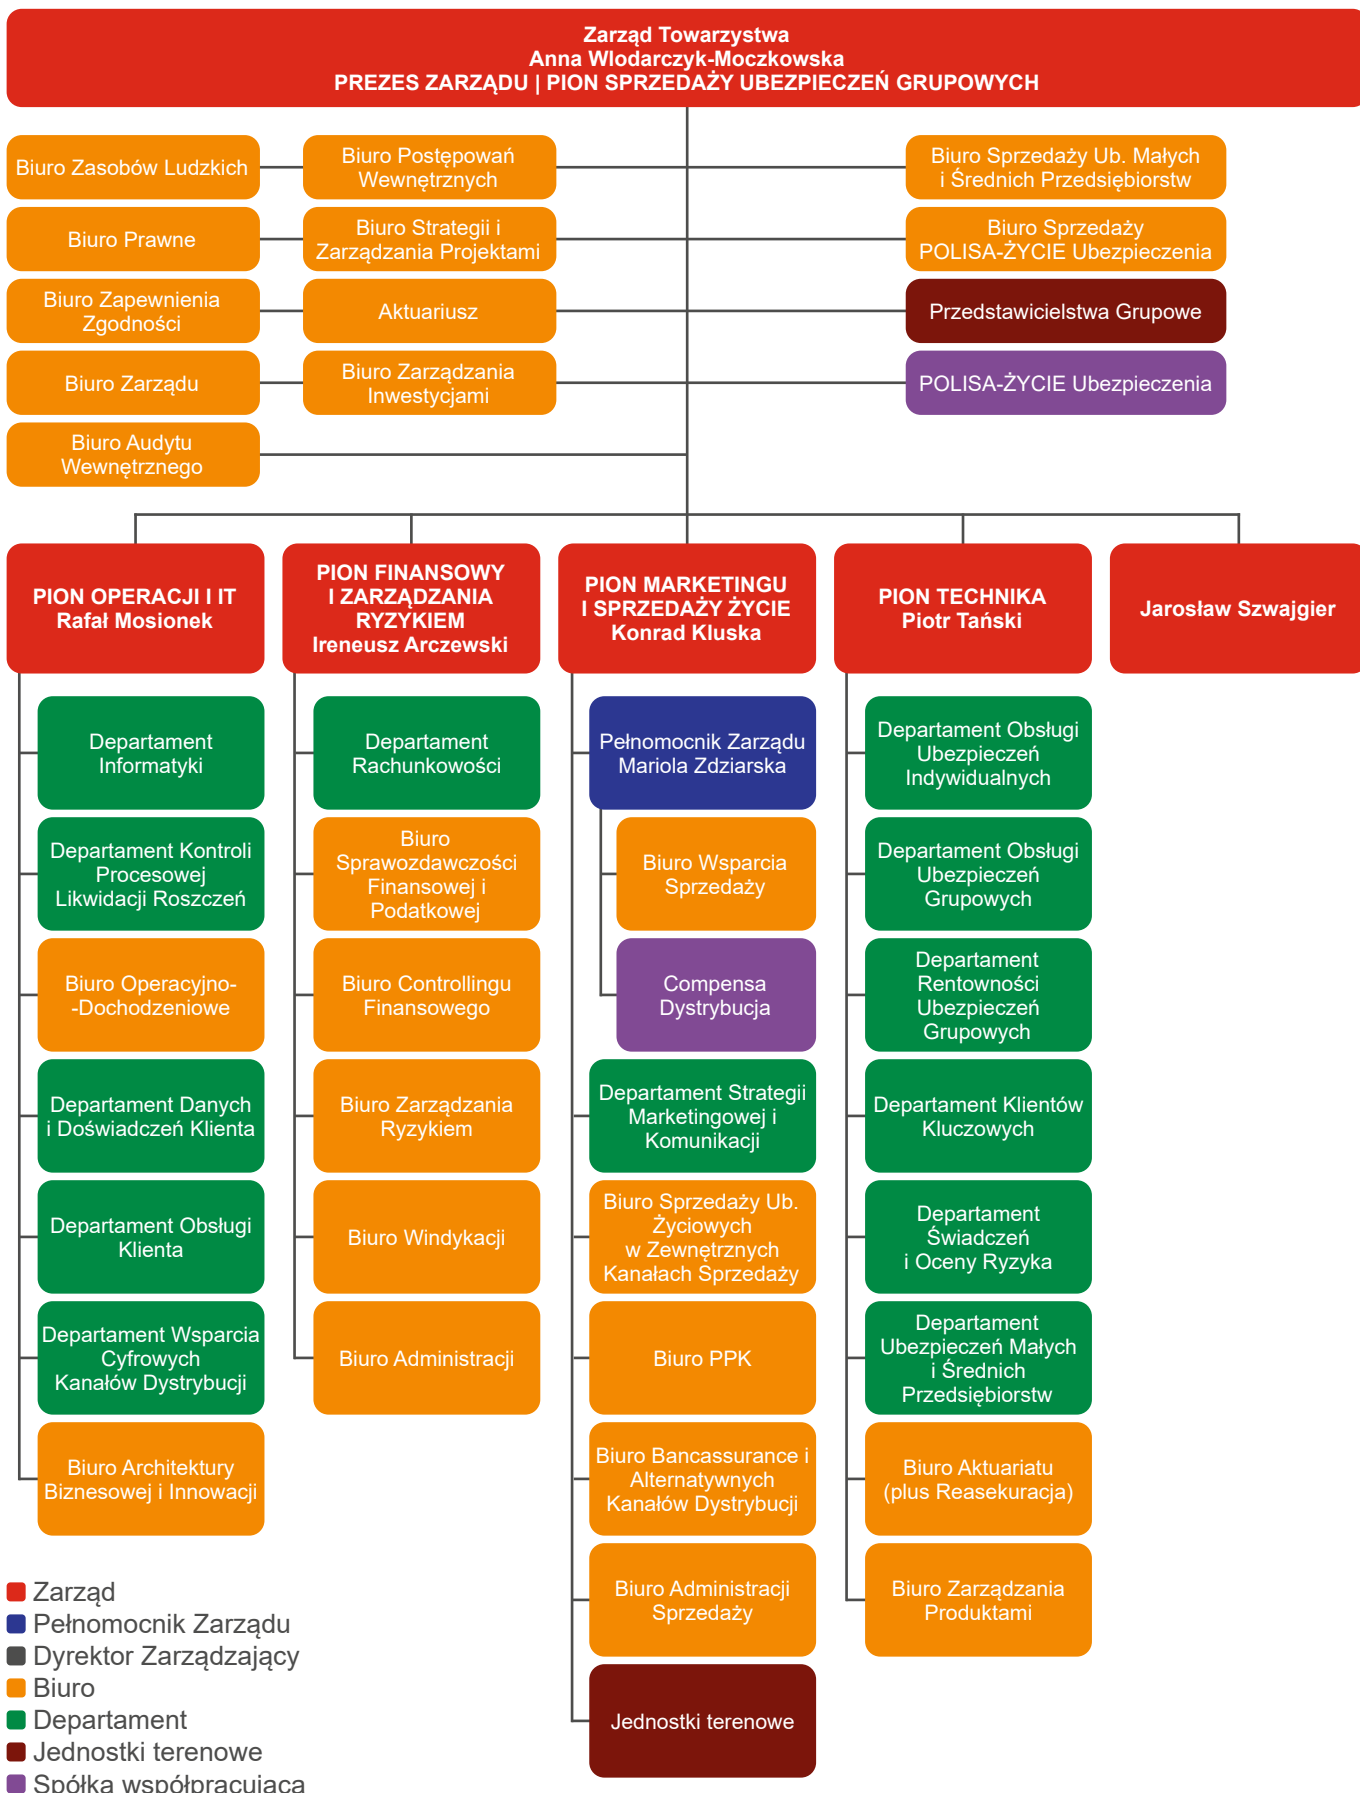 Zarząd Towarzystwa
Anna Wlodarczyk-Moczkowska
PREZES ZARZĄDU | PION SPRZEDAŻY UBEZPIECZEŃ GRUPOWYCH
Biuro Zasobów Ludzkich
Biuro Postępowań
Wewnętrznych
Biuro Sprzedaży Ub. Małych
i Średnich Przedsiębiorstw
Biuro Prawne
Biuro Strategii i
Zarządzania Projektami
Biuro Sprzedaży
POLISA-ŻYCIE Ubezpieczenia
Biuro Zapewnienia
Zgodności
Aktuariusz
Przedstawicielstwa Grupowe
Biuro Zarządu
Biuro Zarządzania
Inwestycjami
POLISA-ŻYCIE Ubezpieczenia
Biuro Audytu
Wewnętrznego
PION OPERACJI I IT
Rafał Mosionek
PION FINANSOWY
I ZARZĄDZANIA
RYZYKIEM
Ireneusz Arczewski
PION MARKETINGU
I SPRZEDAŻY ŻYCIE
Konrad Kluska
PION TECHNIKA
Piotr Tański
Jarosław Szwajgier
Departament
Informatyki
Departament Kontroli
Procesowej
Likwidacji Roszczeń
Biuro Operacyjno-
-Dochodzeniowe
Departament Danych
i Doświadczeń Klienta
Departament Obsługi
Klienta
Departament Wsparcia
Cyfrowych
Kanałów Dystrybucji
Biuro Architektury
Biznesowej i Innowacji
Departament
Rachunkowości
Biuro
Sprawozdawczości
Finansowej i
Podatkowej
Biuro Controllingu
Finansowego
Biuro Zarządzania
Ryzykiem
Biuro Windykacji
Biuro Administracji
Pełnomocnik Zarządu
Mariola Zdziarska
Biuro Wsparcia
Sprzedaży
Compensa
Dystrybucja
Departament Strategii
Marketingowej i
Komunikacji
Biuro Sprzedaży Ub.
Życiowych
w Zewnętrznych
Kanałach Sprzedaży
Biuro PPK
Biuro Bancassurance i
Alternatywnych
Kanałów Dystrybucji
Biuro Administracji
Sprzedaży
Jednostki terenowe
Departament Obsługi
Ubezpieczeń
Indywidualnych
Departament Obsługi
Ubezpieczeń
Grupowych
Departament
Rentowności
Ubezpieczeń
Grupowych
Departament Klientów
Kluczowych
Departament
Świadczeń
i Oceny Ryzyka
Departament
Ubezpieczeń Małych
i Średnich
Przedsiębiorstw
Biuro Aktuariatu
(plus Reasekuracja)
Biuro Zarządzania
Produktami
Zarząd
Pełnomocnik Zarządu
Dyrektor Zarządzający
Biuro
Departament
Jednostki terenowe
Spółka współpracująca